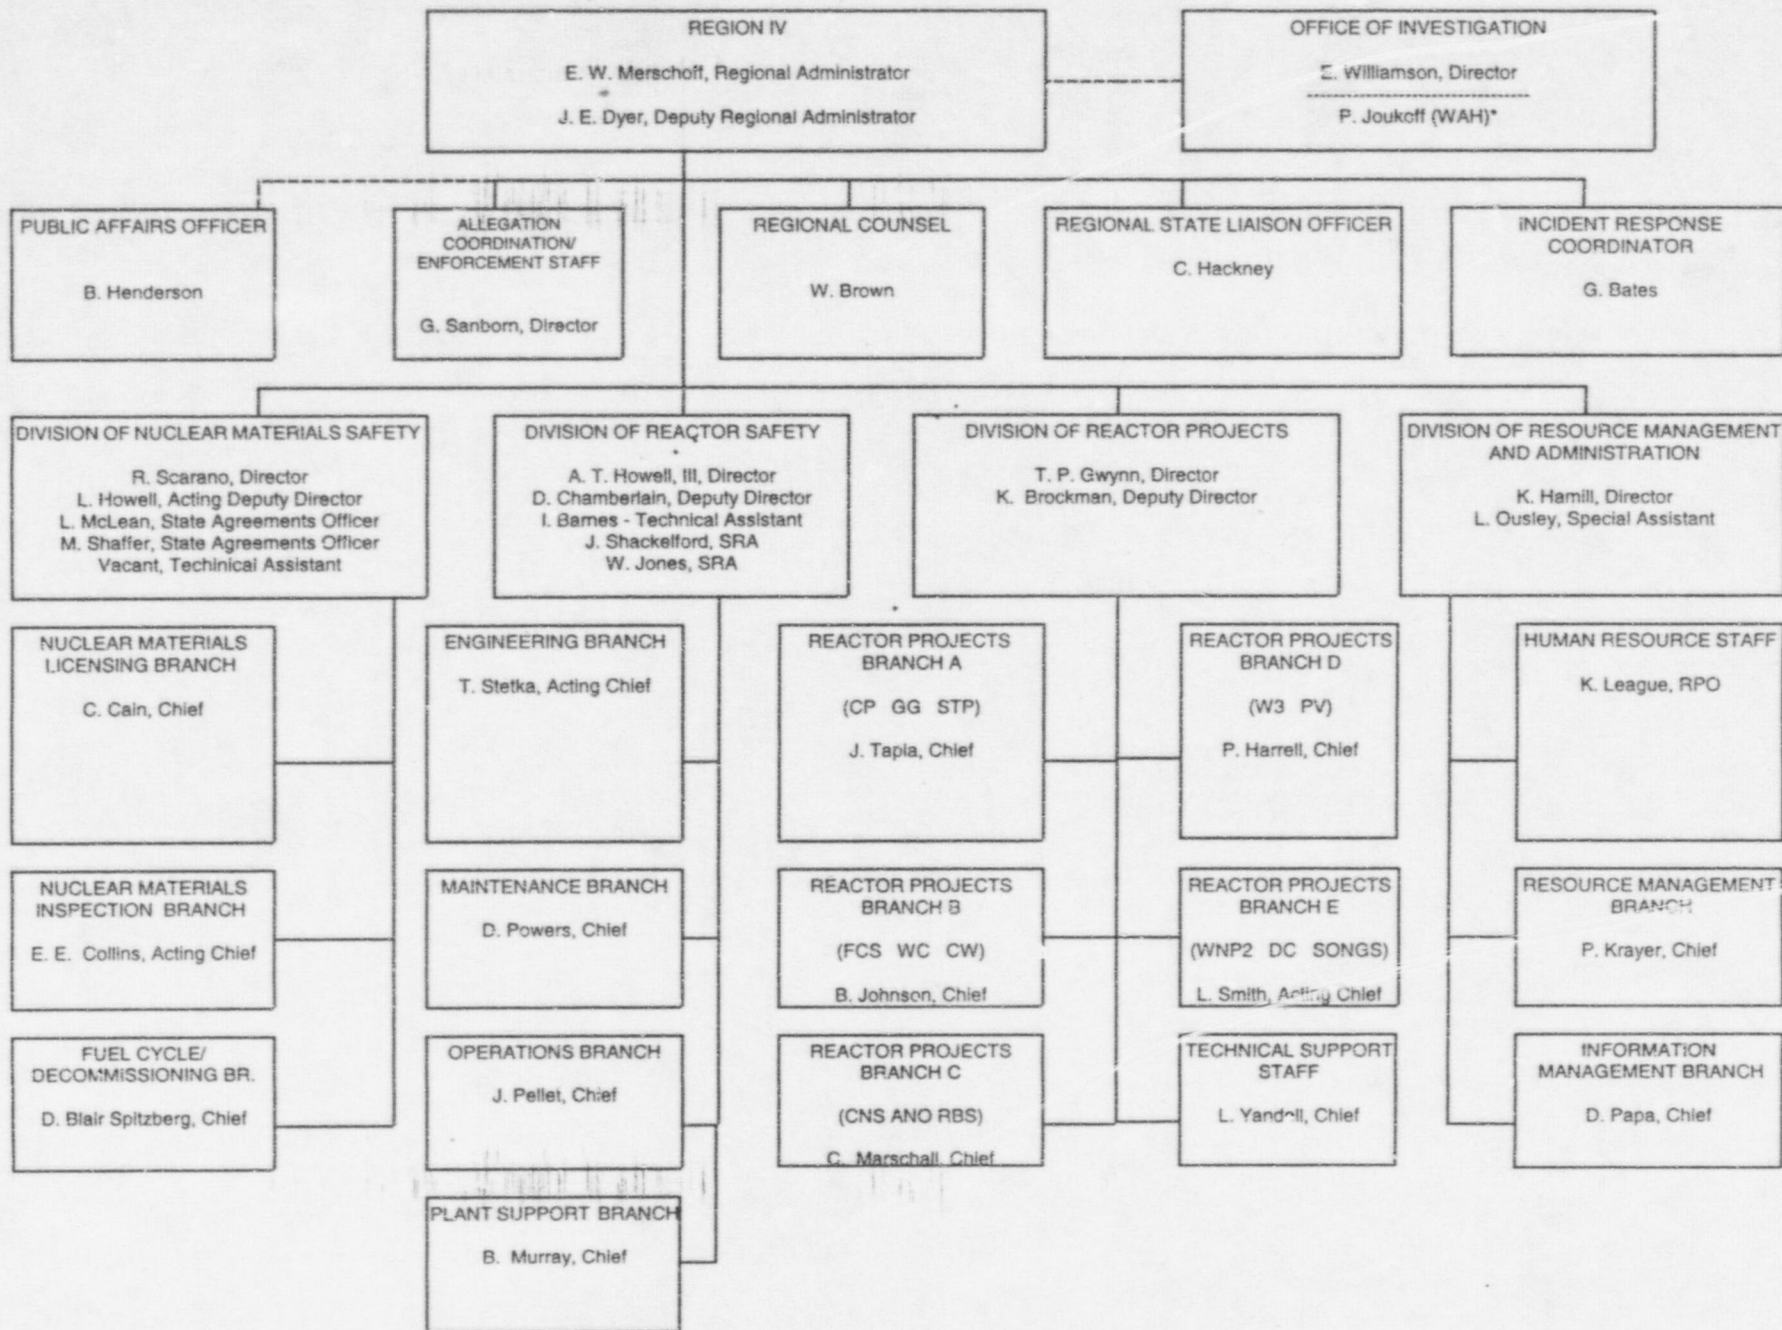 REGION IV
E. W. Merschoff, Regional Administrator
J. E. Dyer, Deputy Regional Administrator
OFFICE OF INVESTIGATION
E. Williamson, Director
P. Joukoff (WAH)*
PUBLIC AFFAIRS OFFICER
B. Henderson
ALLEGATION
COORDINATION/
ENFORCEMENT STAFF
G. Sanborn, Director
REGIONAL COUNSEL
W. Brown
REGIONAL STATE LIAISON OFFICER
C. Hackney
INCIDENT RESPONSE
COORDINATOR
G. Bates
DIVISION OF NUCLEAR MATERIALS SAFETY
R. Scarano, Director
L. Howell, Acting Deputy Director
L. McLean, State Agreements Officer
M. Shaffer, State Agreements Officer
Vacant, Techinical Assistant
DIVISION OF REACTOR SAFETY
A. T. Howell, III, Director
D. Chamberlain, Deputy Director
I. Barnes - Technical Assistant
J. Shackelford, SRA
W. Jones, SRA
DIVISION OF REACTOR PROJECTS
T. P. Gwynn, Director
K. Brockman, Deputy Director
DIVISION OF RESOURCE MANAGEMENT
AND ADMINISTRATION
K. Hamill, Director
L. Ousley, Special Assistant
NUCLEAR MATERIALS
LICENSING BRANCH
C. Cain, Chief
ENGINEERING BRANCH
T. Stetka, Acting Chief
REACTOR PROJECTS
BRANCH A
(CP GG STP)
J. Tapia, Chief
REACTOR PROJECTS
BRANCH D
(W3 PV)
P. Harrell, Chief
HUMAN RESOURCE STAFF
K. League, RPO
NUCLEAR MATERIALS
INSPECTION BRANCH
E. E. Collins, Acting Chief
MAINTENANCE BRANCH
D. Powers, Chief
REACTOR PROJECTS
BRANCH B
(FCS WC CW)
B. Johnson, Chief
REACTOR PROJECTS
BRANCH E
(WNP2 DC SONGS)
L. Smith, Acting Chief
RESOURCE MANAGEMENT
BRANCH
P. Krayer, Chief
FUEL CYCLE/
DECOMMISSIONING BR.
D. Blair Spitzberg, Chief
OPERATIONS BRANCH
J. Pellet, Chief
REACTOR PROJECTS
BRANCH C
(CNS ANO RBS)
C. Marschall, Chief
TECHNICAL SUPPORT
STAFF
L. Yandell, Chief
INFORMATION
MANAGEMENT BRANCH
D. Papa, Chief
PLANT SUPPORT BRANCH
B. Murray, Chief